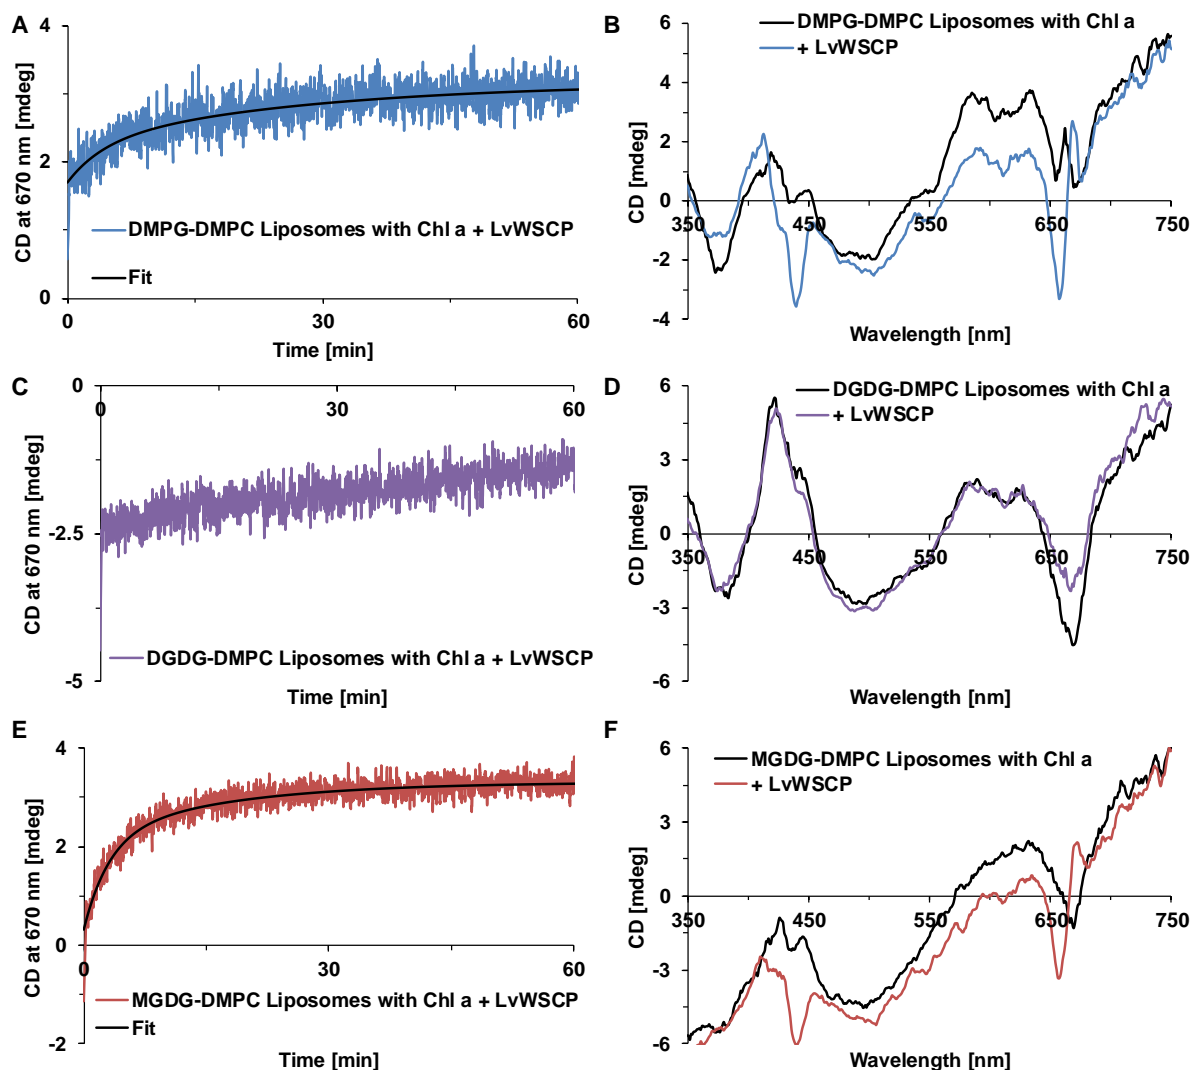 A
CD at 670 nm [mdeg]
4
2
0
DMPG-DMPC Liposomes with Chl a + LvWSCP
Fit
0
30
60
Time [min]
B
CD [mdeg]
6
4
2
0
-2
-4
DMPG-DMPC Liposomes with Chl a
+ LvWSCP
350
450
550
650
750
Wavelength [nm]
C
CD at 670 nm [mdeg]
0
-2.5
-5
0
30
60
DGDG-DMPC Liposomes with Chl a + LvWSCP
Time [min]
D
CD [mdeg]
6
3
0
-3
-6
DGDG-DMPC Liposomes with Chl a
+ LvWSCP
350
450
550
650
750
Wavelength [nm]
E
CD at 670 nm [mdeg]
4
2
0
-2
0
30
60
MGDG-DMPC Liposomes with Chl a + LvWSCP
Fit
Time [min]
F
CD [mdeg]
6
3
0
-3
-6
MGDG-DMPC Liposomes with Chl a
+ LvWSCP
350
450
550
650
750
Wavelength [nm]